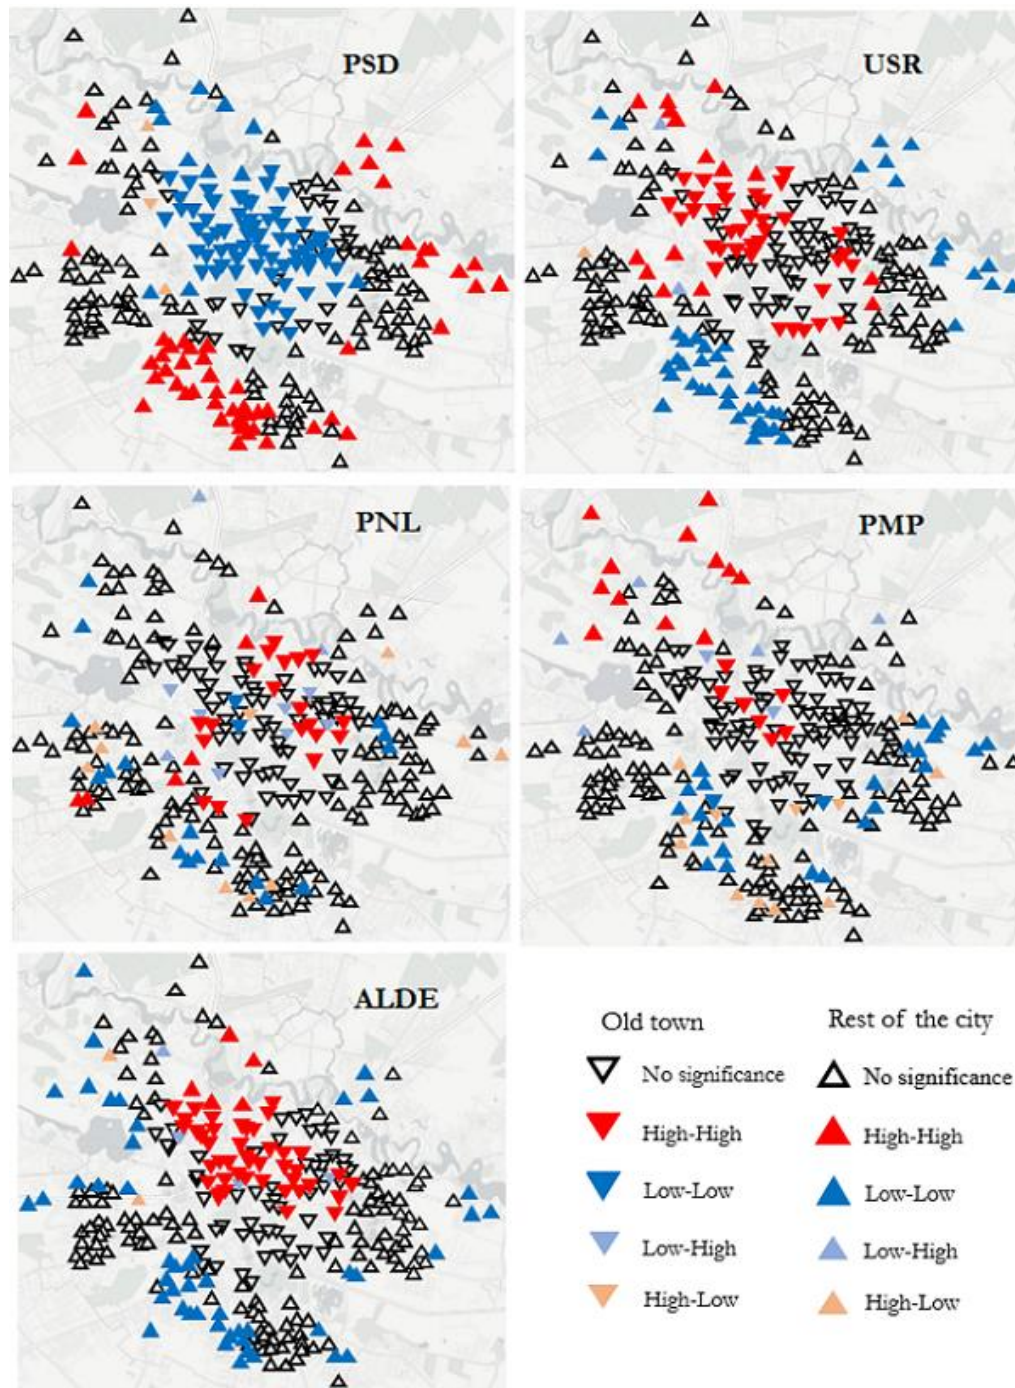 PSD
USR
PNL
PMP
ALDE
Old town
Rest of the city
No significance
No significance
High-High
High-High
Low-Low
Low-Low
Low-High
Low-High
High-Low
High-Low